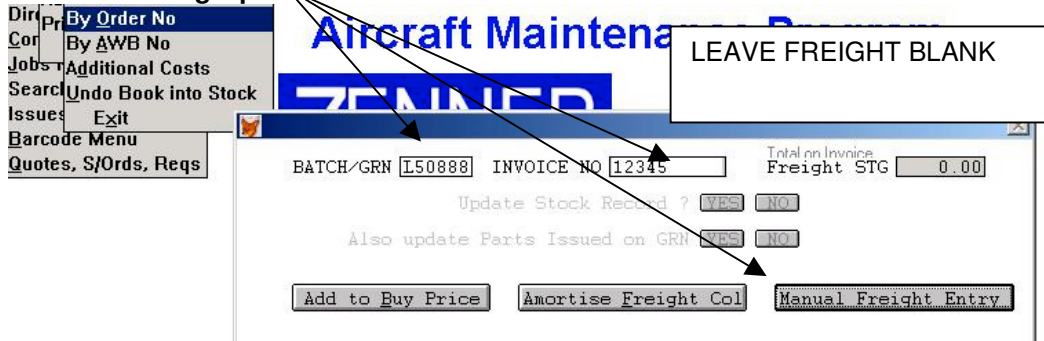 By Order No
By AWB No
Additional Costs
Undo Book into Stock
Exit
Barcode Menu
Quotes, S/Ords, Reqs
Aircraft Maintenance Program
LEAVE FREIGHT BLANK
ZENNER
BATCH/GRN L50888 INVOICE NO 12345 Total on Invoice
Freight STG 0.00
Update Stock Record ? YES NO
Also update Parts Issued on GRN YES NO
Add to Buy Price Amortise Freight Col Manual Freight Entry